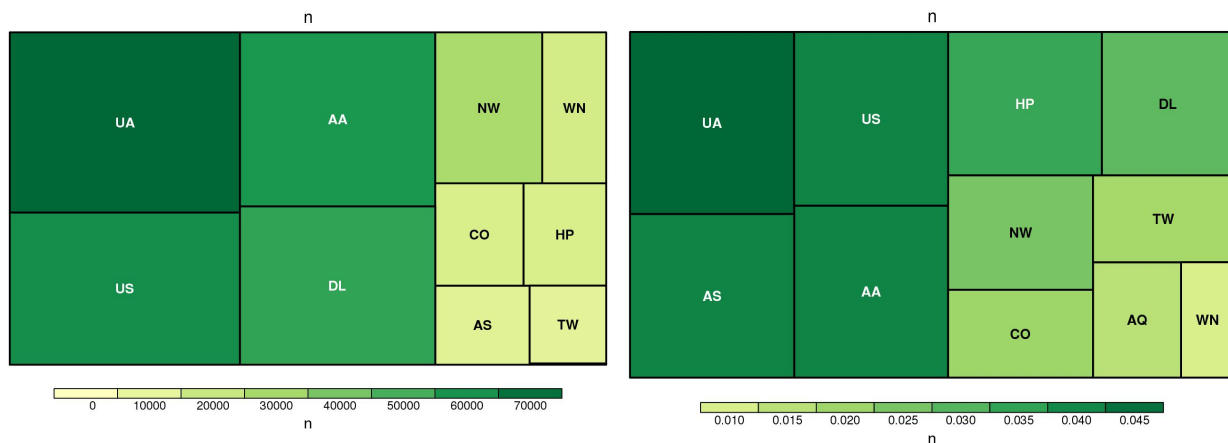 n
UA
AA
NW
WN
US
DL
CO
HP
AS
TW
0 10000 20000 30000 40000 50000 60000 70000
n
n
UA
US
HP
DL
AS
AA
NW
TW
CO
AQ
WN
0.010 0.015 0.020 0.025 0.030 0.035 0.040 0.045
n